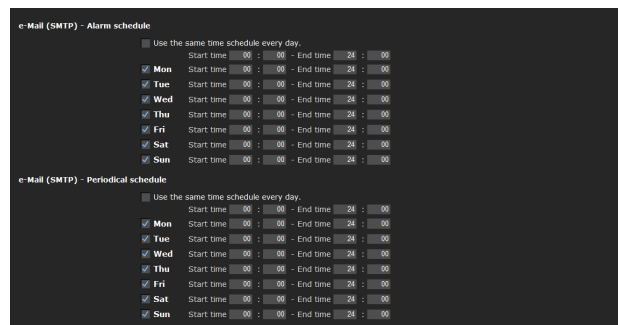 e-Mail (SMTP) - Alarm schedule
Use the same time schedule every day.
Start time 00 : 00 - End time 24 : 00
Mon Start time 00 : 00 - End time 24 : 00
Tue Start time 00 : 00 - End time 24 : 00
Wed Start time 00 : 00 - End time 24 : 00
Thu Start time 00 : 00 - End time 24 : 00
Fri Start time 00 : 00 - End time 24 : 00
Sat Start time 00 : 00 - End time 24 : 00
Sun Start time 00 : 00 - End time 24 : 00
e-Mail (SMTP) - Periodical schedule
Use the same time schedule every day.
Start time 00 : 00 - End time 24 : 00
Mon Start time 00 : 00 - End time 24 : 00
Tue Start time 00 : 00 - End time 24 : 00
Wed Start time 00 : 00 - End time 24 : 00
Thu Start time 00 : 00 - End time 24 : 00
Fri Start time 00 : 00 - End time 24 : 00
Sat Start time 00 : 00 - End time 24 : 00
Sun Start time 00 : 00 - End time 24 : 00